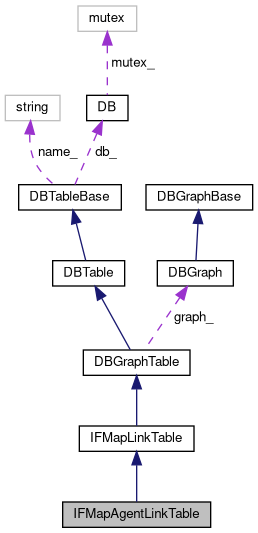 mutex
mutex_
string
DB
name_
db_
DBTableBase
DBGraphBase
DBTable
DBGraph
graph_
DBGraphTable
IFMapLinkTable
IFMapAgentLinkTable